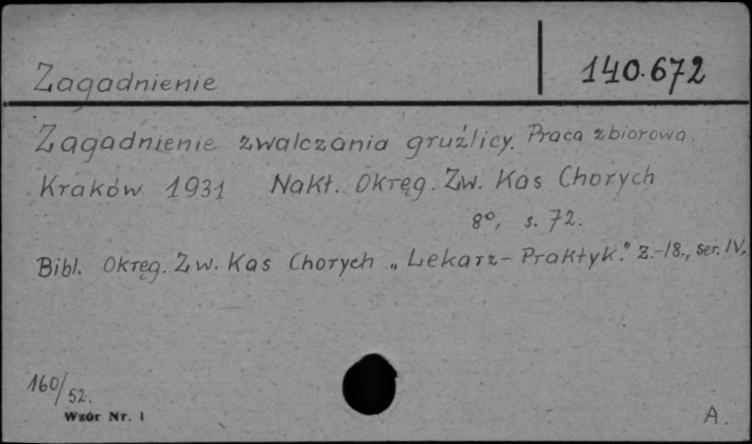 Zagadnienie 140.672
Zagadnienie zwalczania gruźlicy. Praca zbiorowa.
Kraków 1931 Nakł. Okręg. Zw. Kas Chorych
8°, s. 72.
Bibl. Okręg. Zw. Kas Chorych „Lekarz-Praktyk." Z.-18., ser. IV.
160/52.
Wzór Nr. 1
A.